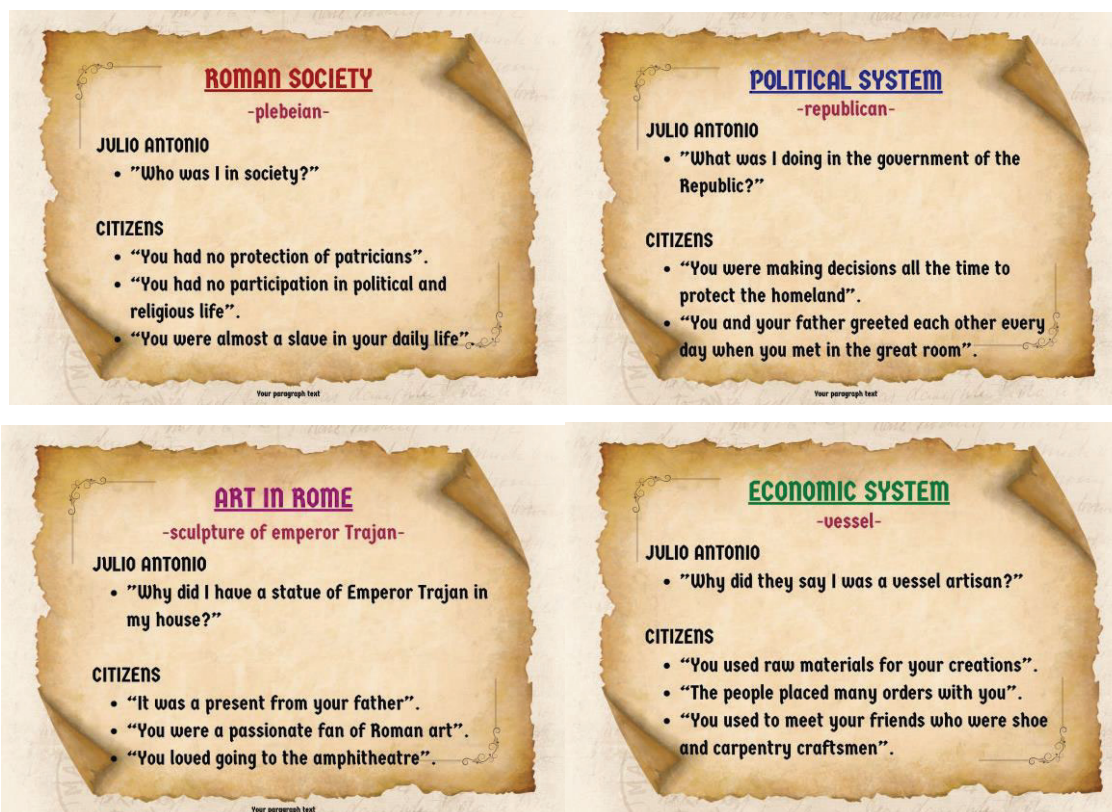 ROMAN SOCIETY
-plebeian-
JULIO ANTONIO
• "Who was I in society?"
CITIZENS
• “You had no protection of patricians”.
• “You had no participation in political and
religious life”.
• “You were almost a slave in your daily life”.
Your paragraph text
POLITICAL SYSTEM
-republican-
JULIO ANTONIO
• "What was I doing in the government of the
Republic?"
CITIZENS
• “You were making decisions all the time to
protect the homeland”.
• “You and your father greeted each other every
day when you met in the great room”.
Your paragraph text
ART IN ROME
-sculpture of emperor Trajan-
JULIO ANTONIO
• "Why did I have a statue of Emperor Trajan in
my house?"
CITIZENS
• “It was a present from your father”.
• “You were a passionate fan of Roman art”.
• “You loved going to the amphitheatre”.
Your paragraph text
ECONOMIC SYSTEM
-vessel-
JULIO ANTONIO
• "Why did they say I was a vessel artisan?"
CITIZENS
• “You used raw materials for your creations”.
• “The people placed many orders with you”.
• “You used to meet your friends who were shoe
and carpentry craftsmen”.